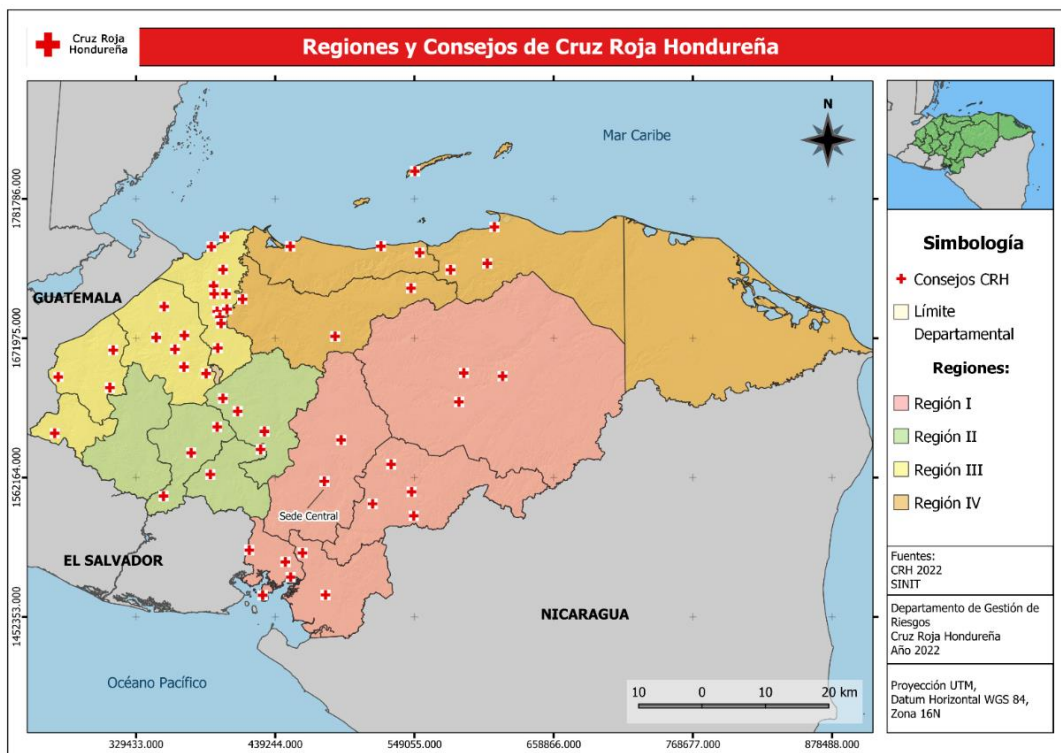 Cruz Roja
Hondureña
Regiones y Consejos de Cruz Roja Hondureña
N
Mar Caribe
GUATEMALA
EL SALVADOR
NICARAGUA
Sede Central
Océano Pacífico
10 0 10 20 km
1781786.000
1671975.000
1562164.000
1452353.000
329433.000 439244.000 549055.000 658866.000 768677.000 878488.000
Simbología
Consejos CRH
Límite
Departamental
Regiones:
Región I
Región II
Región III
Región IV
Fuentes:
CRH 2022
SINIT
Departamento de Gestión de
Riesgos
Cruz Roja Hondureña
Año 2022
Proyección UTM,
Datum Horizontal WGS 84,
Zona 16N